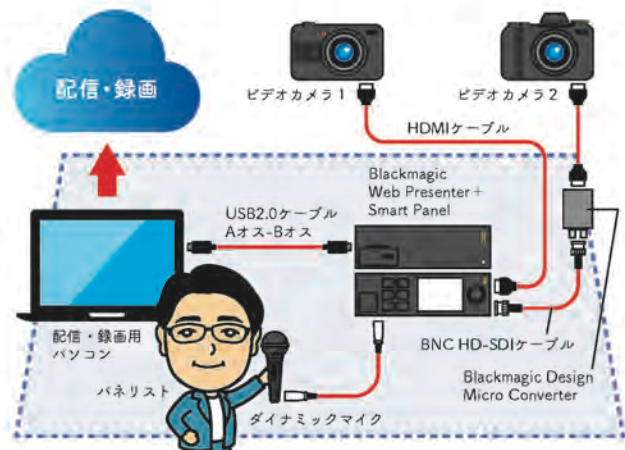 配信・録画
ビデオカメラ1
ビデオカメラ2
HDMIケーブル
Blackmagic
Web Presenter+
Smart Panel
USB2.0ケーブル
Aオス-Bオス
配信・録画用
パソコン
パネリスト
ダイナミックマイク
BNC HD-SDIケーブル
Blackmagic Design
Micro Converter